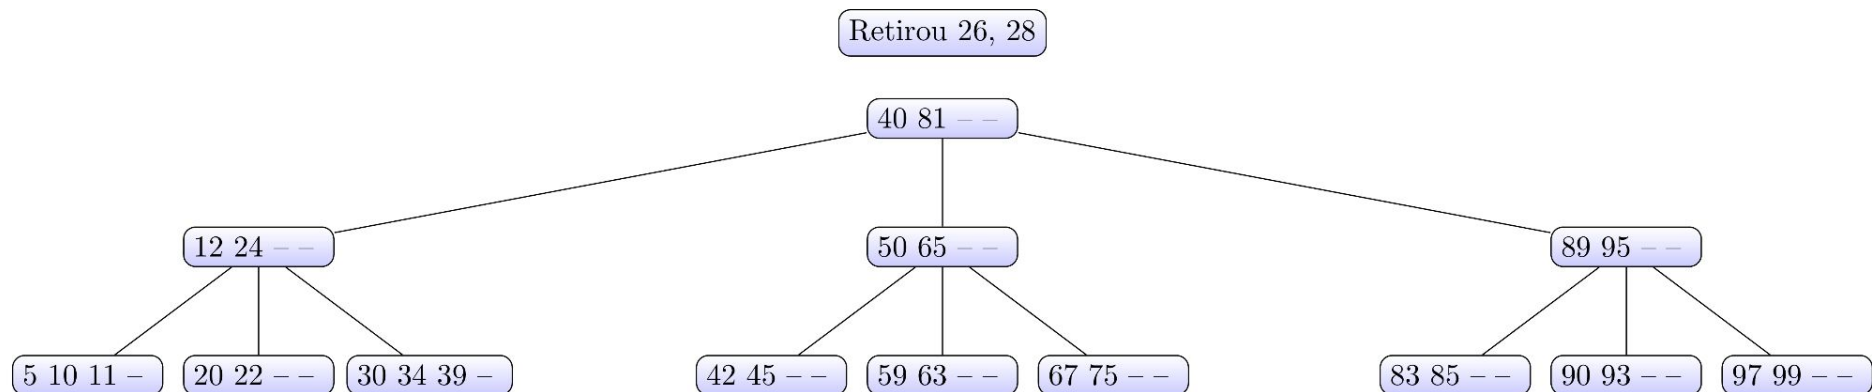 Retirou 26, 28
40 81 – –
12 24 – –
50 65 – –
89 95 – –
5 10 11 –
20 22 – –
30 34 39 –
42 45 – –
59 63 – –
67 75 – –
83 85 – –
90 93 – –
97 99 – –